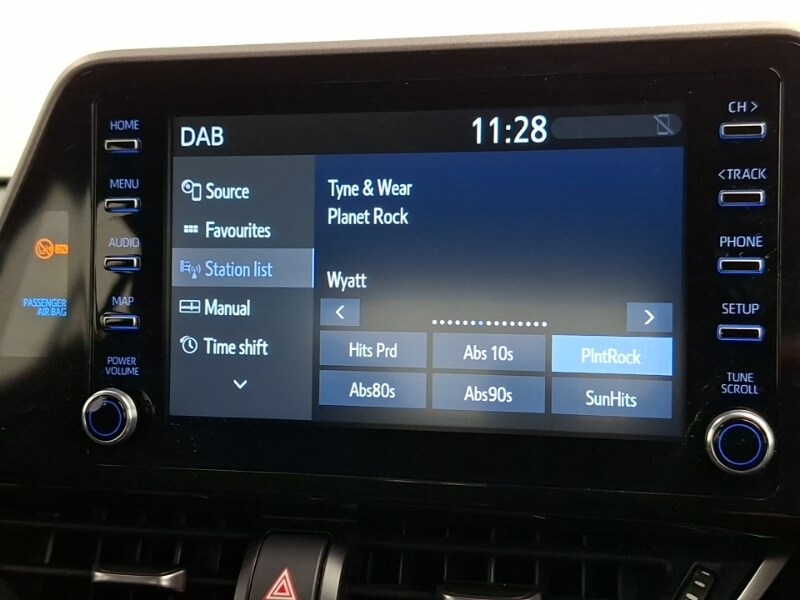 CH >
HOME
DAB
11:28
<TRACK
MENU
Source
Tyne & Wear
Planet Rock
Favourites
AUDIO
PHONE
ON
Station list
Wyatt
PASSENGER
AIR BAG
MAP
Manual
SETUP
Time shift
Hits Prd
Abs 10s
PlntRock
POWER
VOLUME
TUNE
SCROLL
Abs80s
Abs90s
SunHits